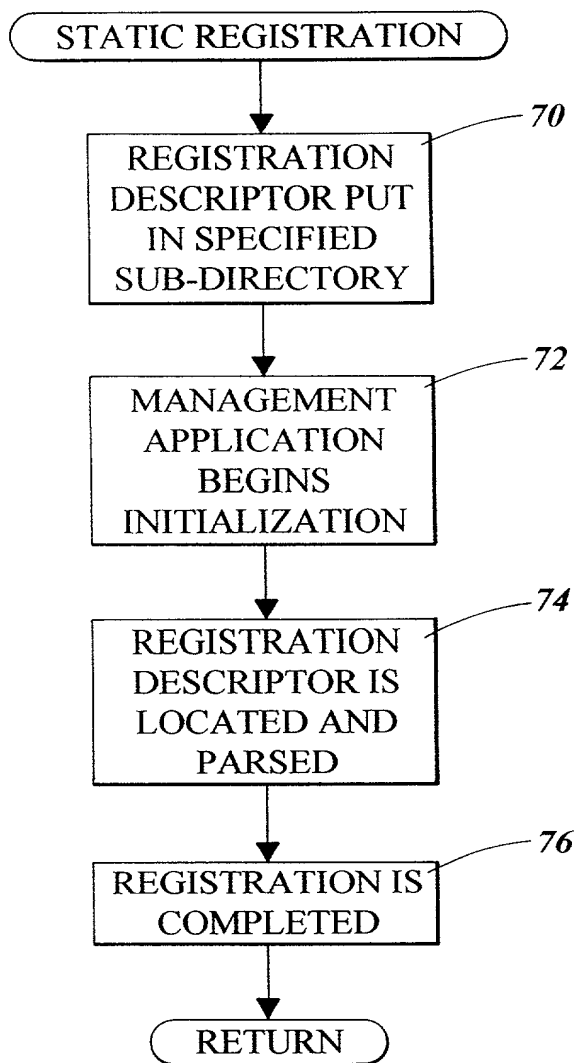 STATIC REGISTRATION
70
REGISTRATION
DESCRIPTOR PUT
IN SPECIFIED
SUB-DIRECTORY
72
MANAGEMENT
APPLICATION
BEGINS
INITIALIZATION
74
REGISTRATION
DESCRIPTOR IS
LOCATED AND
PARSED
76
REGISTRATION IS
COMPLETED
RETURN